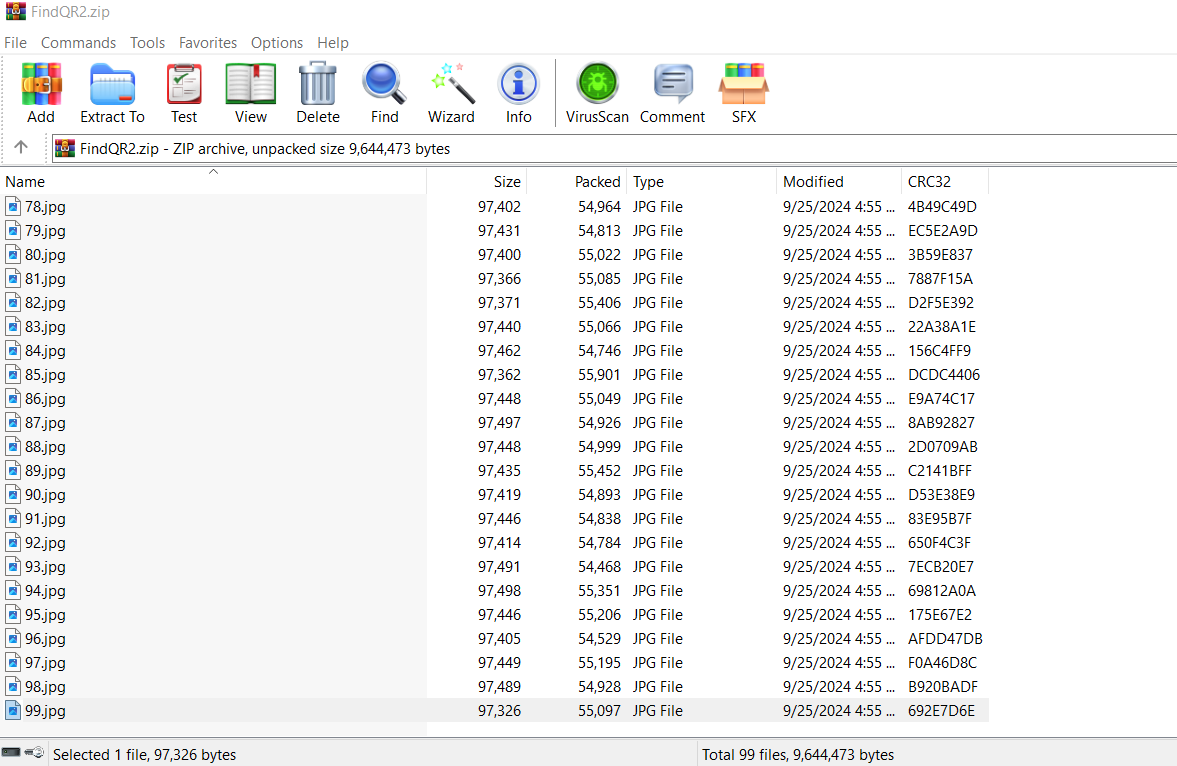 FindQR2.zip
File Commands Tools Favorites Options Help
Add Extract To Test View Delete Find Wizard Info VirusScan Comment SFX
FindQR2.zip - ZIP archive, unpacked size 9,644,473 bytes
Name Size Packed Type Modified CRC32
78.jpg 97,402 54,964 JPG File 9/25/2024 4:55 ... 4B49C49D
79.jpg 97,431 54,813 JPG File 9/25/2024 4:55 ... EC5E2A9D
80.jpg 97,400 55,022 JPG File 9/25/2024 4:55 ... 3B59E837
81.jpg 97,366 55,085 JPG File 9/25/2024 4:55 ... 7887F15A
82.jpg 97,371 55,406 JPG File 9/25/2024 4:55 ... D2F5E392
83.jpg 97,440 55,066 JPG File 9/25/2024 4:55 ... 22A38A1E
84.jpg 97,462 54,746 JPG File 9/25/2024 4:55 ... 156C4FF9
85.jpg 97,362 55,901 JPG File 9/25/2024 4:55 ... DCDC4406
86.jpg 97,448 55,049 JPG File 9/25/2024 4:55 ... E9A74C17
87.jpg 97,497 54,926 JPG File 9/25/2024 4:55 ... 8AB92827
88.jpg 97,448 54,999 JPG File 9/25/2024 4:55 ... 2D0709AB
89.jpg 97,435 55,452 JPG File 9/25/2024 4:55 ... C2141BFF
90.jpg 97,419 54,893 JPG File 9/25/2024 4:55 ... D53E38E9
91.jpg 97,446 54,838 JPG File 9/25/2024 4:55 ... 83E95B7F
92.jpg 97,414 54,784 JPG File 9/25/2024 4:55 ... 650F4C3F
93.jpg 97,491 54,468 JPG File 9/25/2024 4:55 ... 7ECB20E7
94.jpg 97,498 55,351 JPG File 9/25/2024 4:55 ... 69812A0A
95.jpg 97,446 55,206 JPG File 9/25/2024 4:55 ... 175E67E2
96.jpg 97,405 54,529 JPG File 9/25/2024 4:55 ... AFDD47DB
97.jpg 97,449 55,195 JPG File 9/25/2024 4:55 ... F0A46D8C
98.jpg 97,489 54,928 JPG File 9/25/2024 4:55 ... B920BADF
99.jpg 97,326 55,097 JPG File 9/25/2024 4:55 ... 692E7D6E
Selected 1 file, 97,326 bytes Total 99 files, 9,644,473 bytes